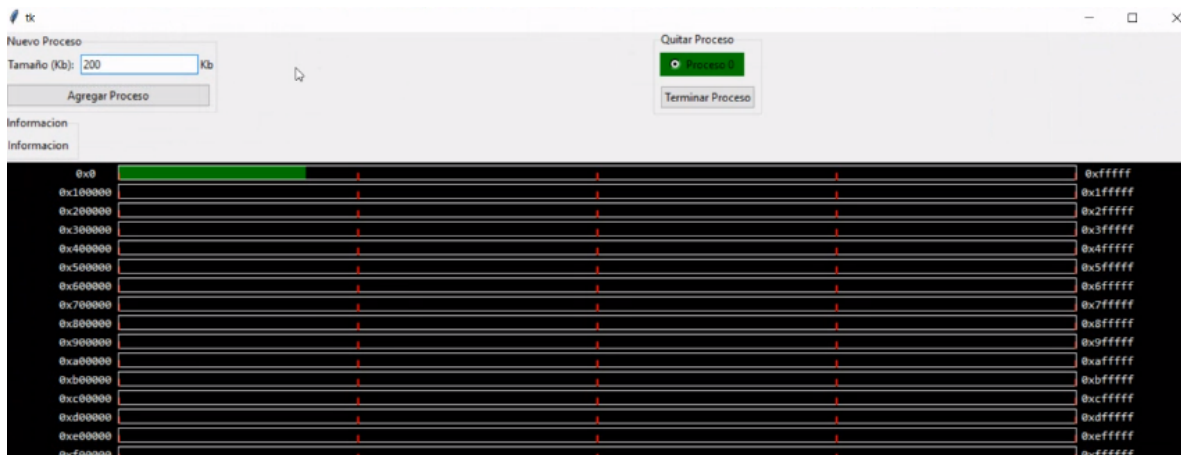 tk
Nuevo Proceso
Tamaño (Kb): 200 Kb
Agregar Proceso
Quitar Proceso
Proceso 0
Terminar Proceso
Informacion
Informacion
0x0 0xfffff
0x100000 0x1fffff
0x200000 0x2fffff
0x300000 0x3fffff
0x400000 0x4fffff
0x500000 0x5fffff
0x600000 0x6fffff
0x700000 0x7fffff
0x800000 0x8fffff
0x900000 0x9fffff
0xa00000 0xafffff
0xb00000 0xbfffff
0xc00000 0xcfffff
0xd00000 0xdfffff
0xe00000 0xefffff
0xf00000 0xffffff